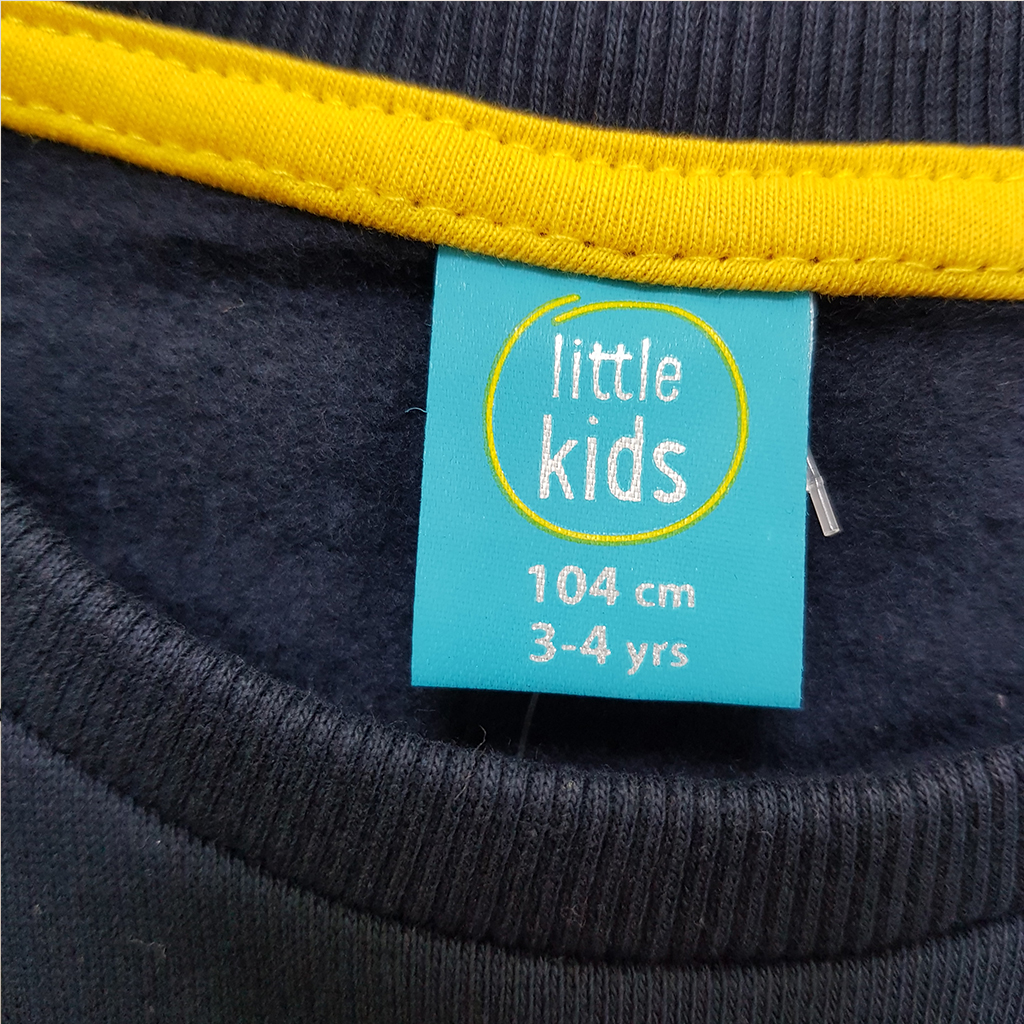 little
kids
104 cm
3-4 yrs